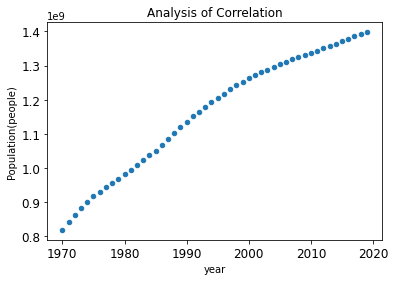 Analysis of Correlation
1e9
1.4
1.3
1.2
1.1
1.0
0.9
0.8
Population(people)
1970 1980 1990 2000 2010 2020
year